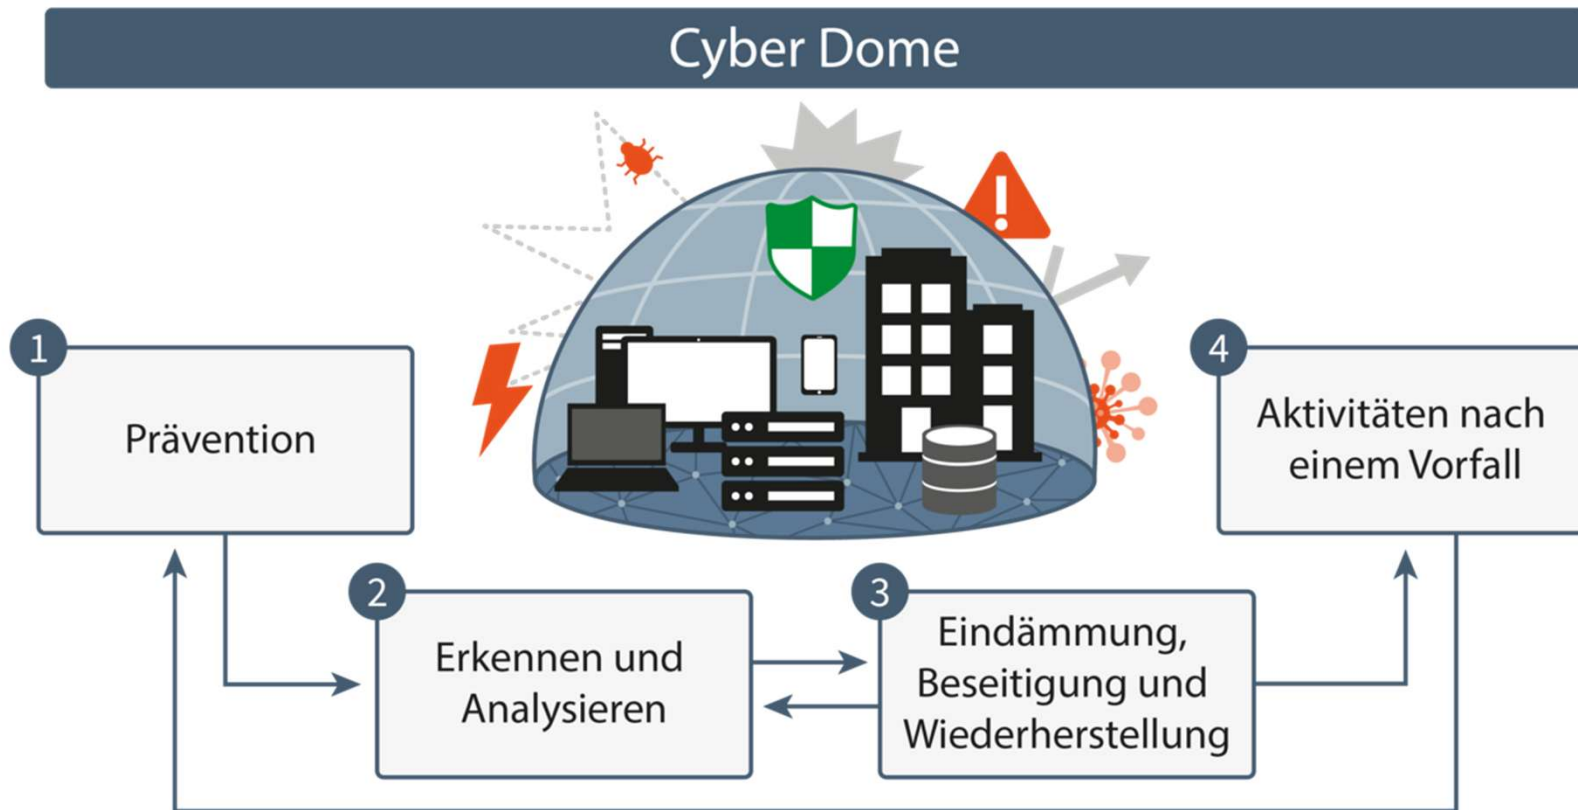 Cyber Dome
1
Prävention
2
Erkennen und
Analysieren
3
Eindämmung,
Beseitigung und
Wiederherstellung
4
Aktivitäten nach
einem Vorfall